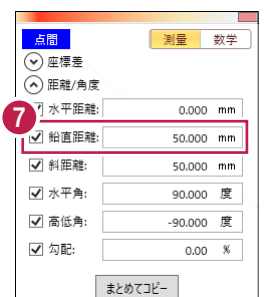 点間 測量 数学
座標差
距離/角度
7
水平距離: 0.000 mm
鉛直距離: 50.000 mm
斜距離: 50.000 mm
水平角: 90.000 度
高低角: -90.000 度
勾配: 0.00 %
まとめてコピー